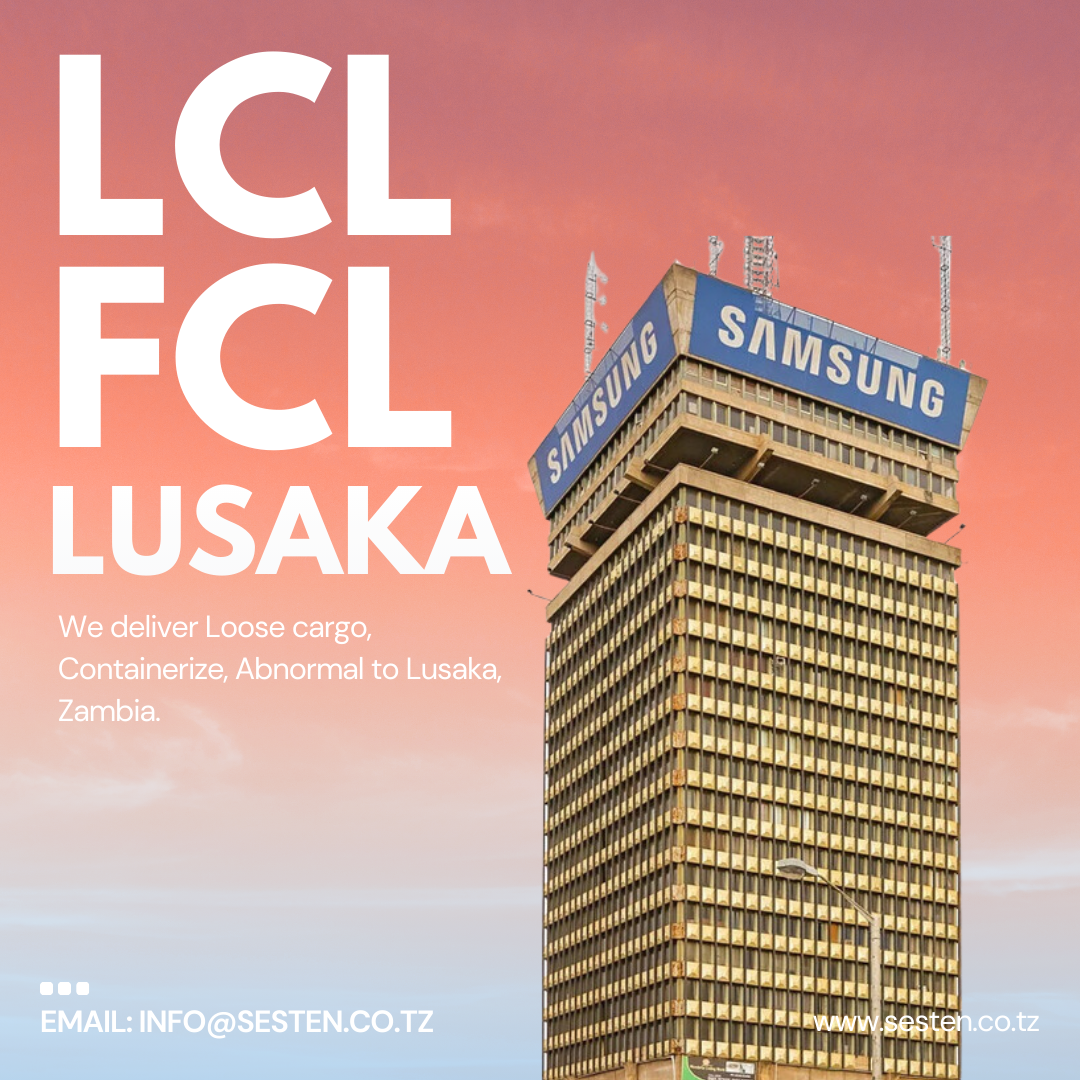 LCL
FCL
LUSAKA
We deliver Loose cargo,
Containerize, Abnormal to Lusaka,
Zambia.
SAMSUNG
SAMSUNG
EMAIL: INFO@SESTEN.CO.TZ
www.sesten.co.tz